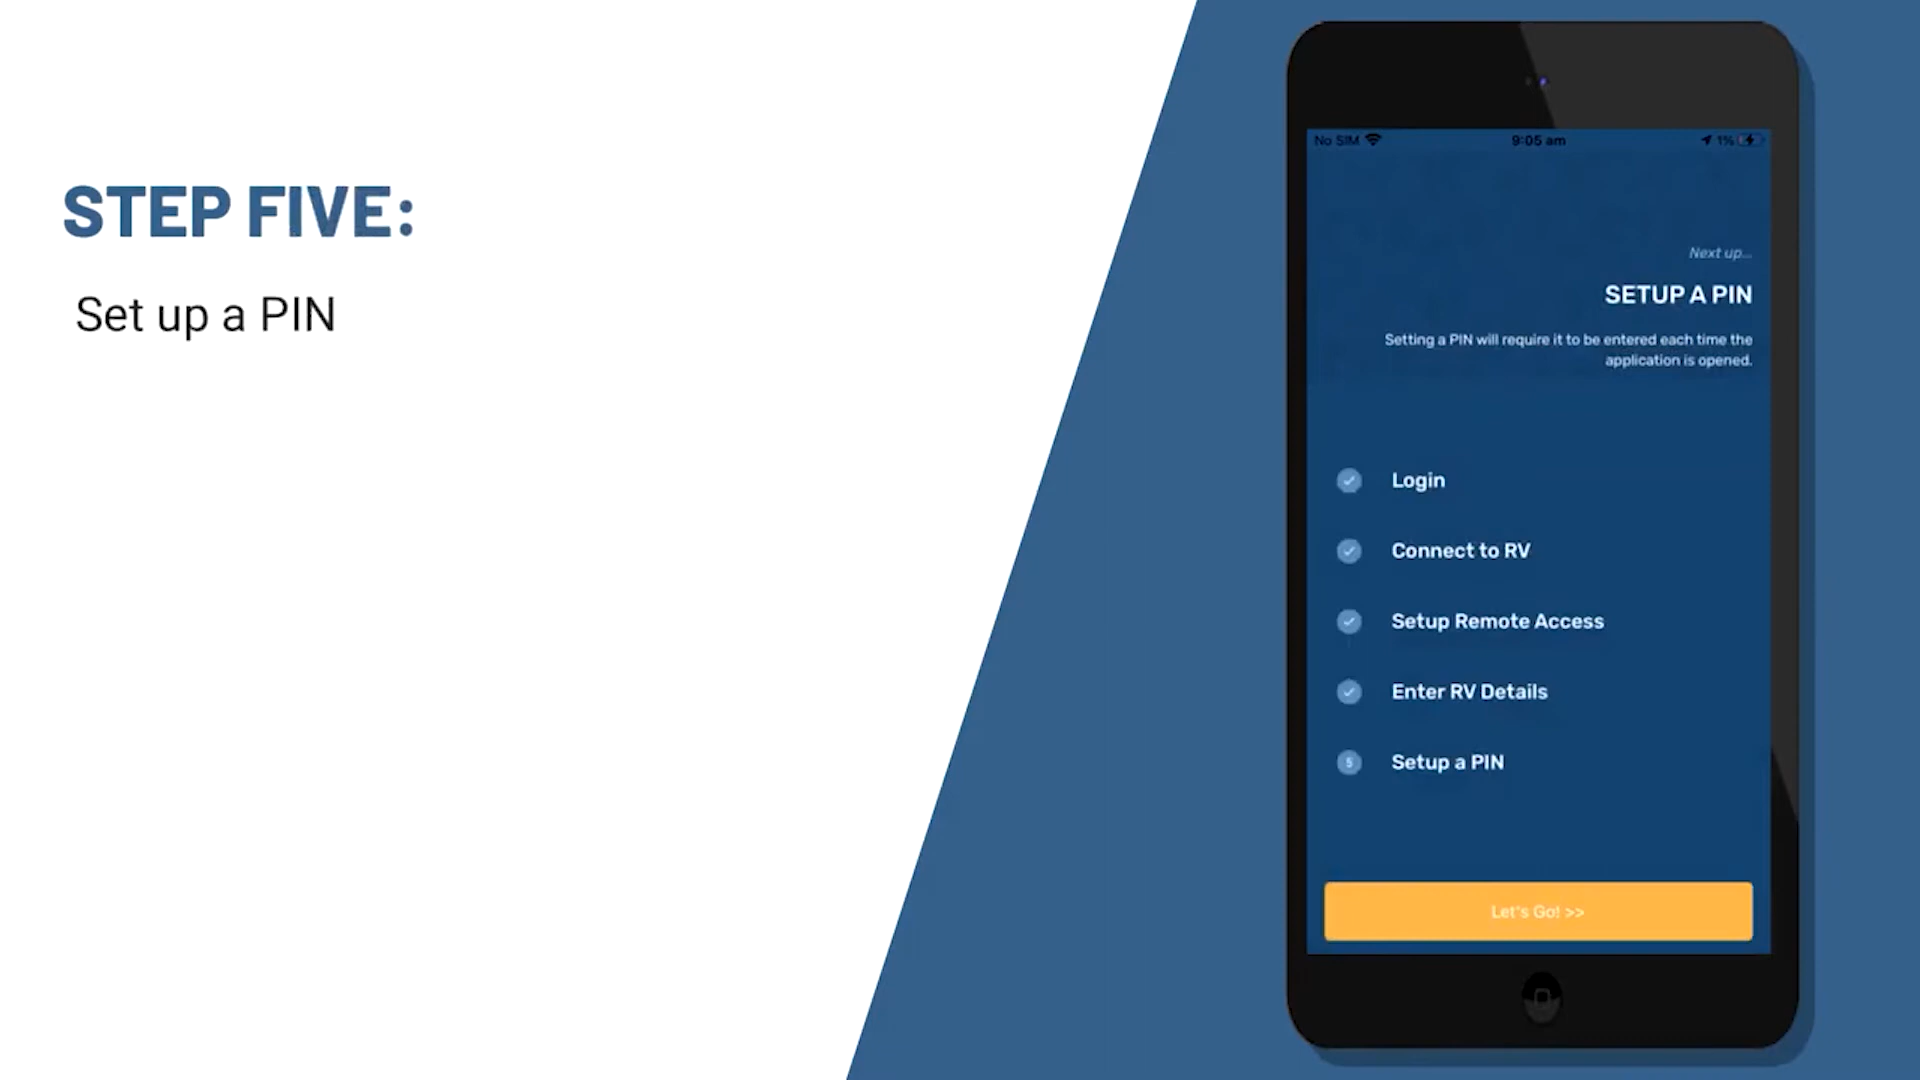 STEP FIVE:
Set up a PIN
No SIM
9:05 am
1%
Next up...
SETUP A PIN
Setting a PIN will require it to be entered each time the
application is opened.
Login
Connect to RV
Setup Remote Access
Enter RV Details
5
Setup a PIN
Let's Go! >>